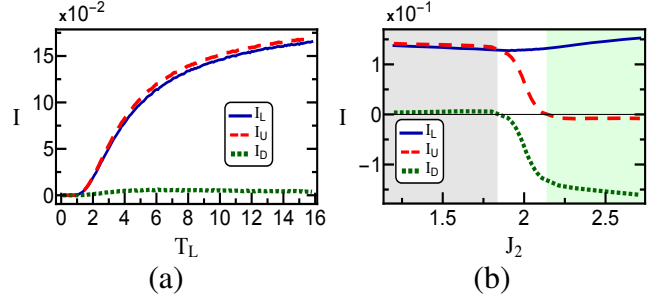 x10⁻²
15
10
5
0
I
I_L
I_U
I_D
0 2 4 6 8 10 12 14 16
T_L
(a)
x10⁻¹
1
0
−1
I
I_L
I_U
I_D
1.5 2 2.5
J_2
(b)